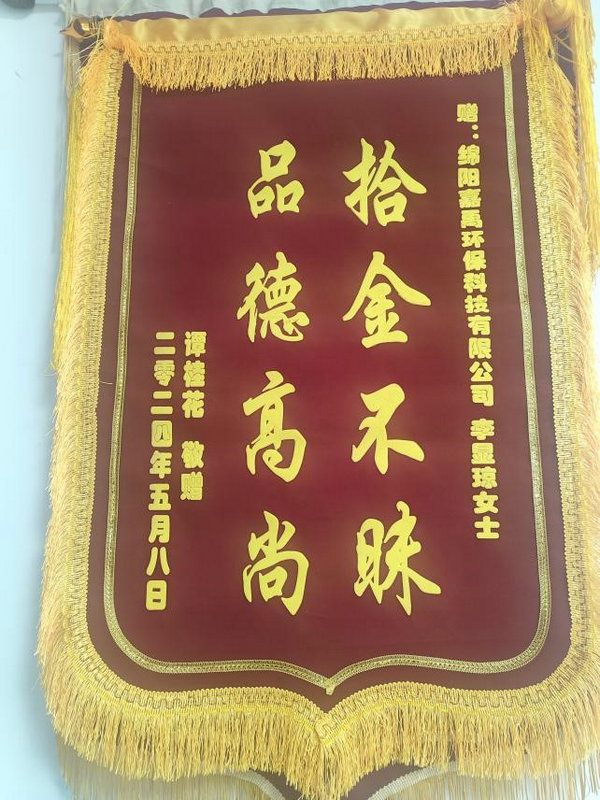 赠：绵阳嘉禹环保科技有限公司 李显琼女士
拾金不昧
品德高尚
谭桂花 敬赠
二零二四年五月八日